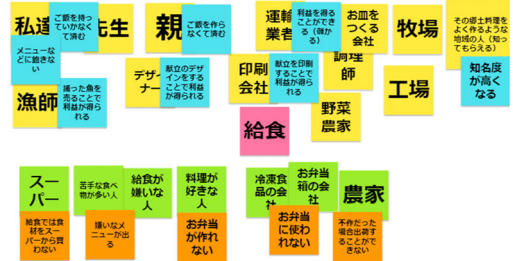 私達
ご飯を持っ
ていかなく
て済む
メニューな
どに飽きな
い
先生
親
ご飯を作ら
なくて済む
運輸
業者
利益を得る
ことができ
る(儲か
る)
お皿を
つくる
会社
牧場
その郷土料理を
よく作るような
地域の人(知っ
てもらえる)
知名度
が高く
なる
漁師
捕った魚を
売ることで
利益が得ら
れる
デザイ
ナー
献立のデザ
インをする
ことで利益
が得られる
印刷
会社
献立を印刷
することで
利益が得ら
れる
調理
師
工場
野菜
農家
給食
スー
パー
給食では食
材をスー
パーから買
わない
苦手な食べ
物が多い人
給食が
嫌いな
人
嫌いなメ
ニューが出
る
料理が
好きな
人
お弁当
が作れ
ない
冷凍食
品の会
お弁当
箱の会
社
お弁当
に使わ
れない
農家
不作だった
場合出荷す
ることがで
きない